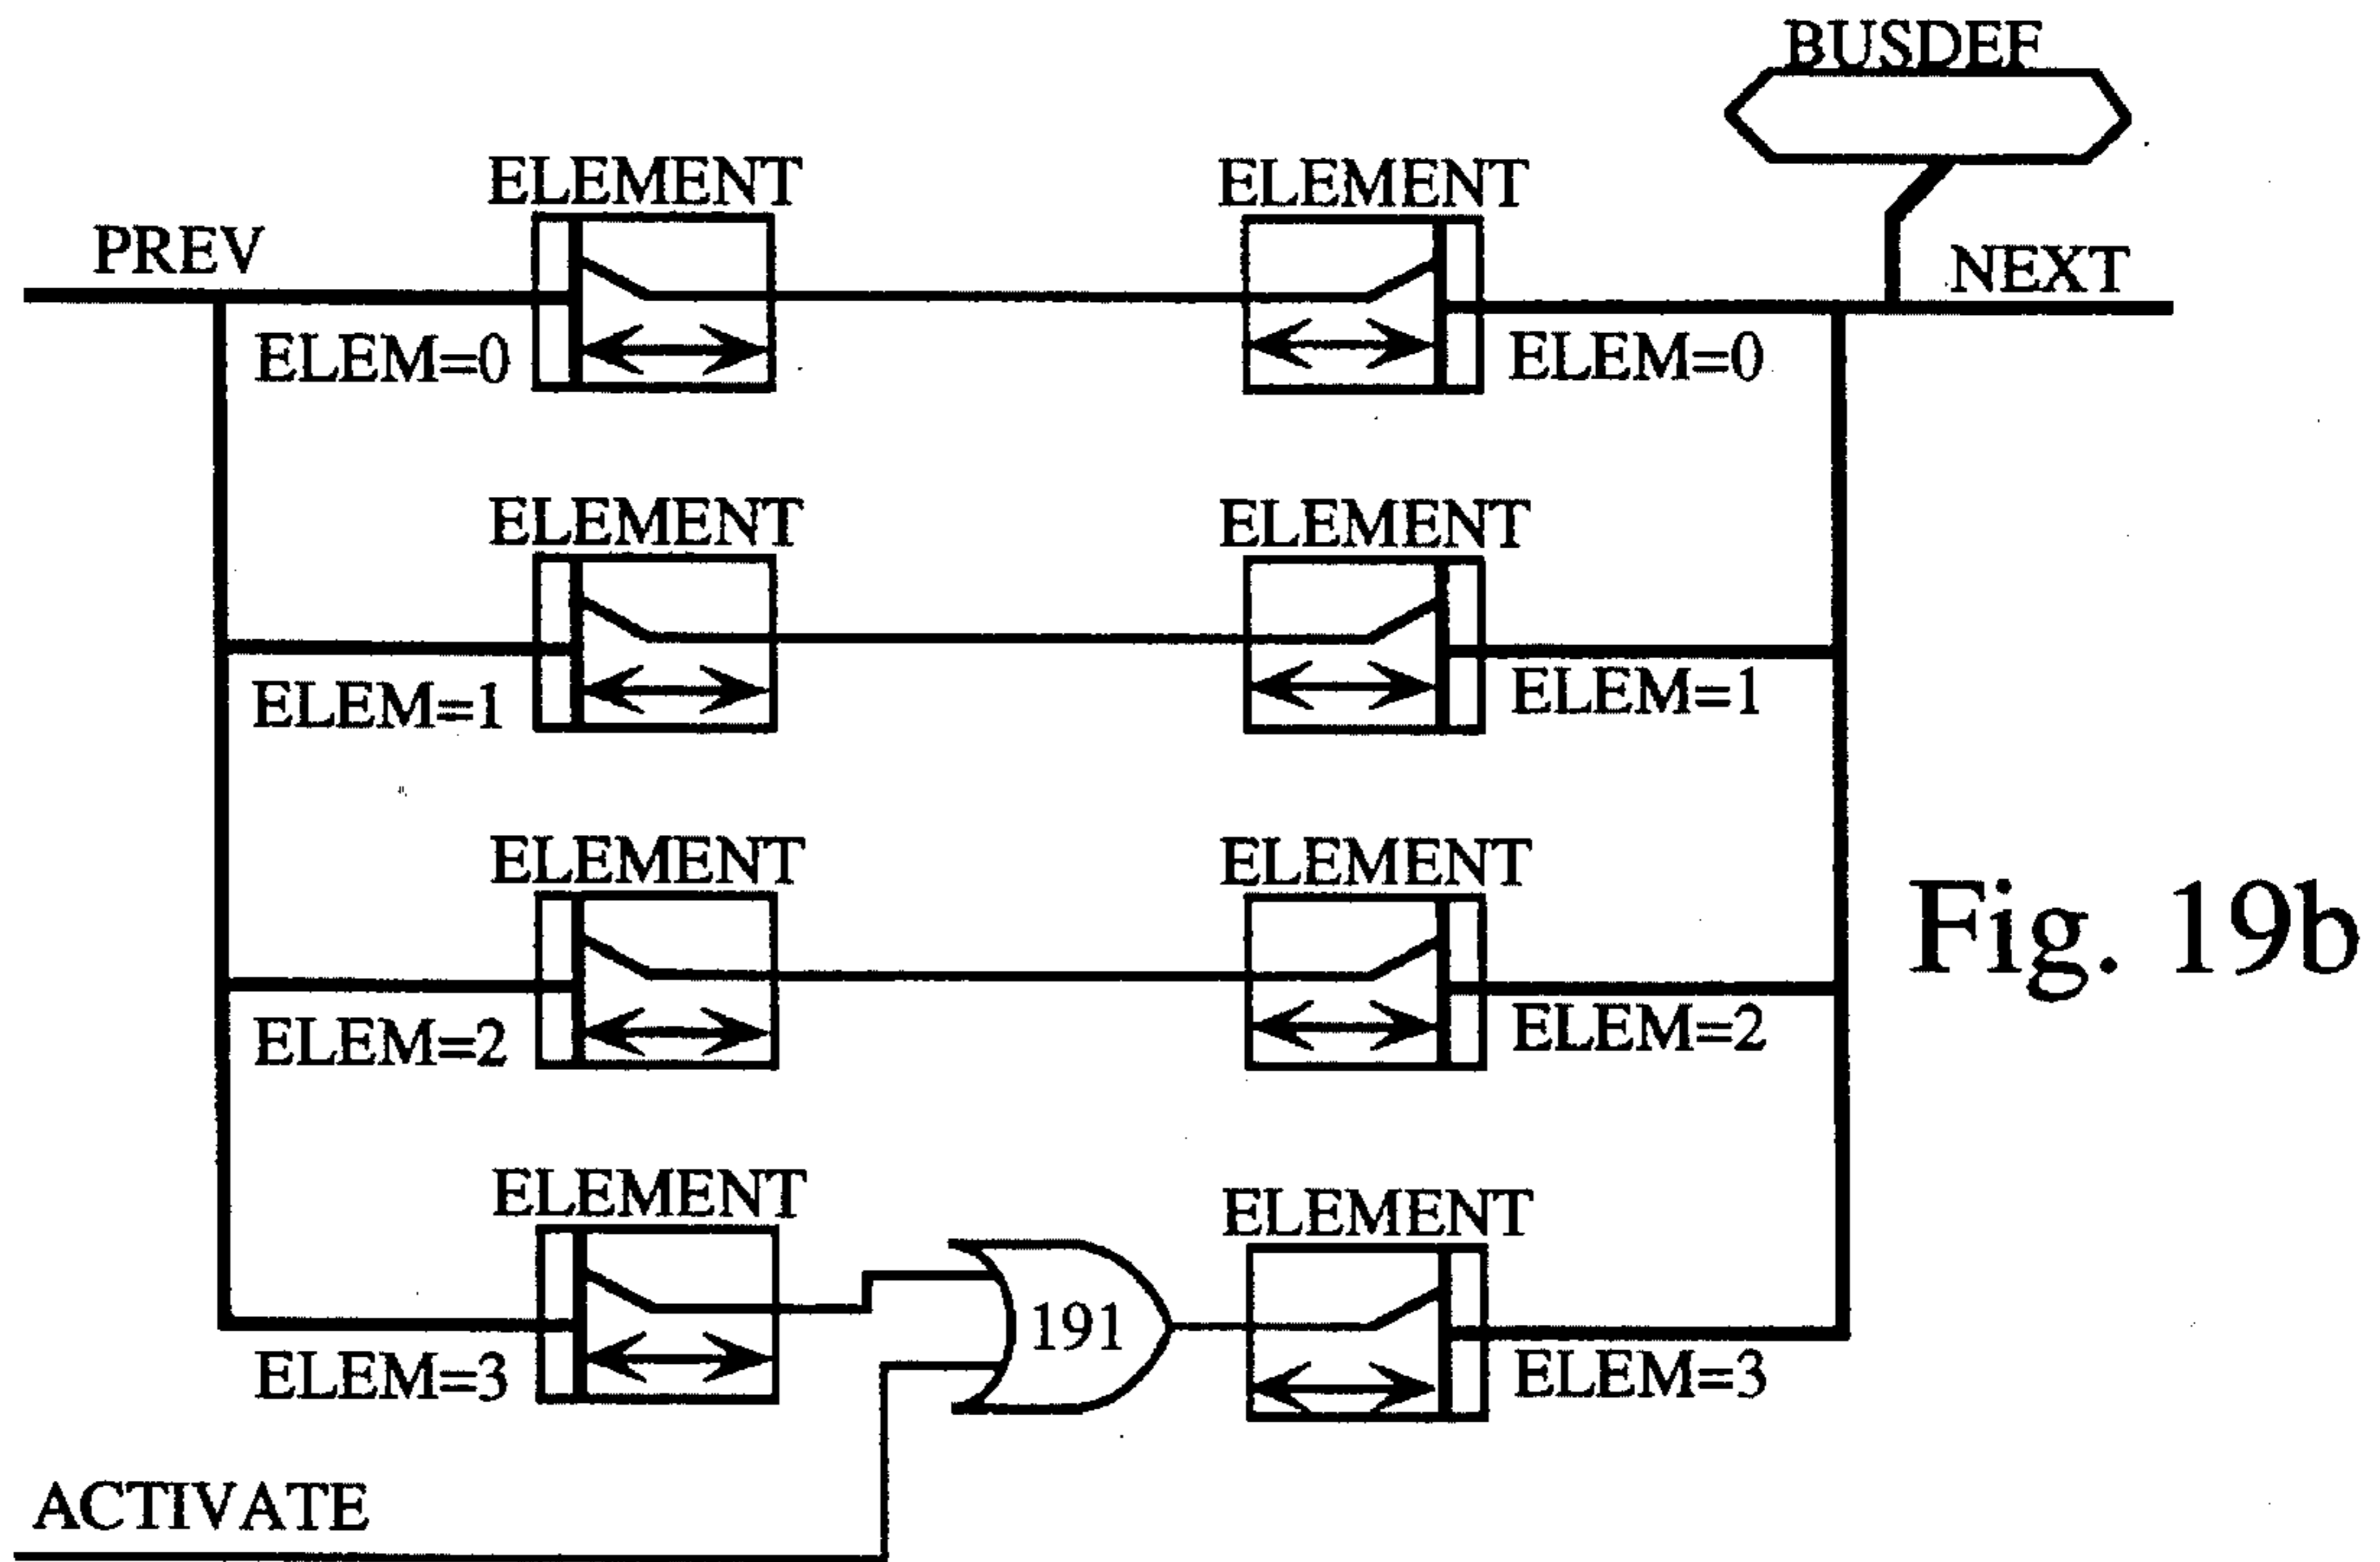 BUSDEF
ELEMENT ELEMENT
PREV NEXT
ELEM=0 ELEM=0
ELEMENT ELEMENT
ELEM=1 ELEM=1
ELEMENT ELEMENT
Fig. 19b
ELEM=2 ELEM=2
ELEMENT ELEMENT
191
ELEM=3 ELEM=3
ACTIVATE